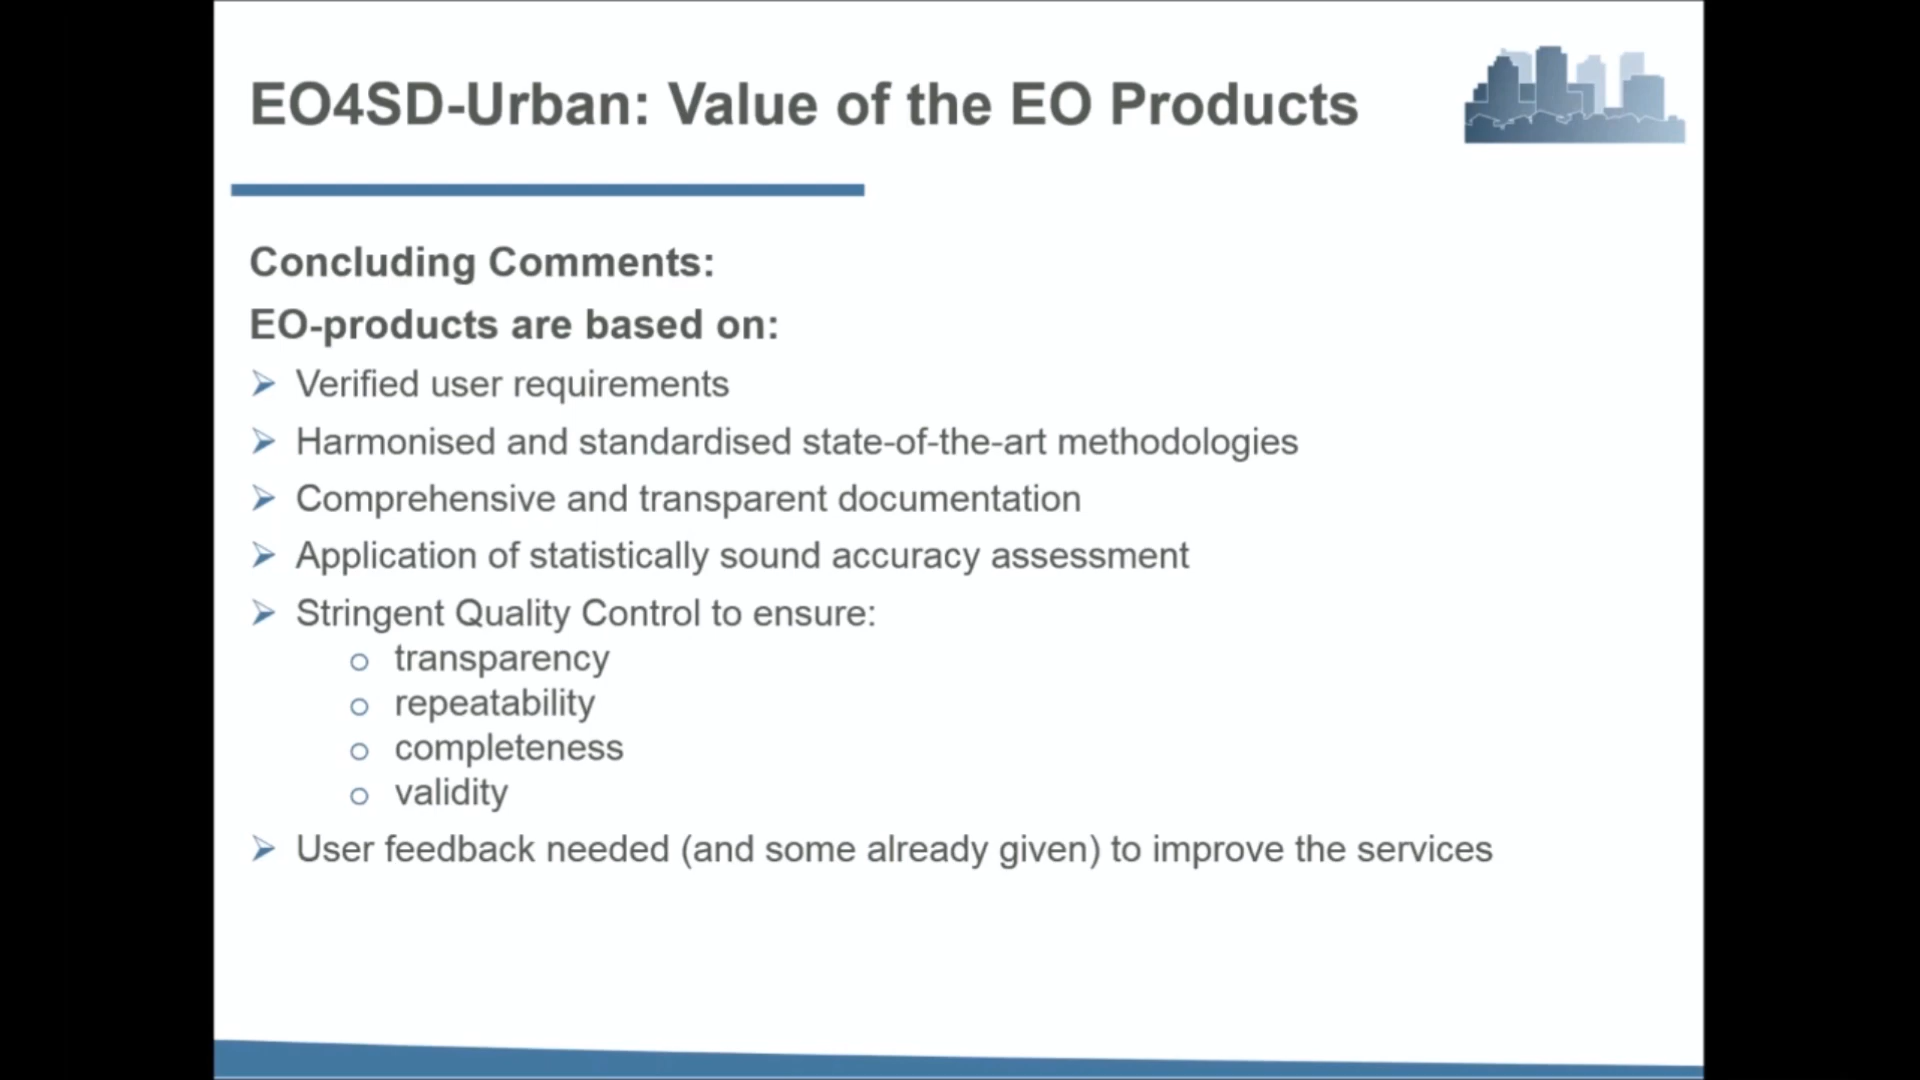 EO4SD-Urban: Value of the EO Products
Concluding Comments:
EO-products are based on:
Verified user requirements
Harmonised and standardised state-of-the-art methodologies
Comprehensive and transparent documentation
Application of statistically sound accuracy assessment
Stringent Quality Control to ensure:
transparency
repeatability
completeness
validity
User feedback needed (and some already given) to improve the services